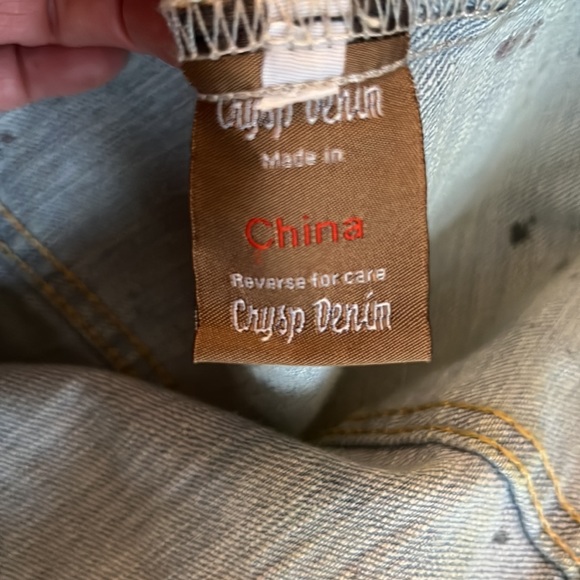 Crysp Denim
Made in
China
Reverse for care
Crysp Denim